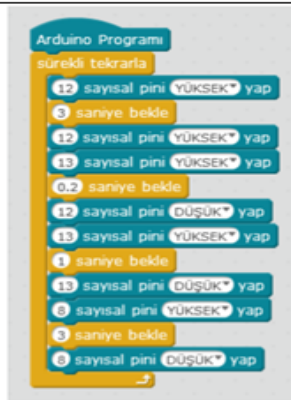 Arduino Programı
sürekli tekrarla
12 sayısal pini YÜKSEK yap
3 saniye bekle
12 sayısal pini YÜKSEK yap
13 sayısal pini YÜKSEK yap
0.2 saniye bekle
12 sayısal pini DÜŞÜK yap
13 sayısal pini YÜKSEK yap
1 saniye bekle
13 sayısal pini DÜŞÜK yap
8 sayısal pini YÜKSEK yap
3 saniye bekle
8 sayısal pini DÜŞÜK yap